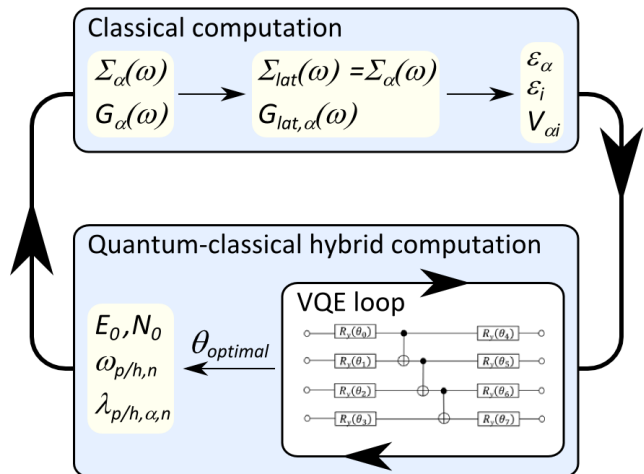 Classical computation
Σα(ω) Σlat(ω) =Σα(ω) εα
Gα(ω) Glat,α(ω) εi
Vαi
Quantum-classical hybrid computation
VQE loop
E0,N0
θoptimal
ωp/h,n
λp/h,α,n
Ry(θ0) Ry(θ4)
Ry(θ1) Ry(θ5)
Ry(θ2) Ry(θ6)
Ry(θ3) Ry(θ7)